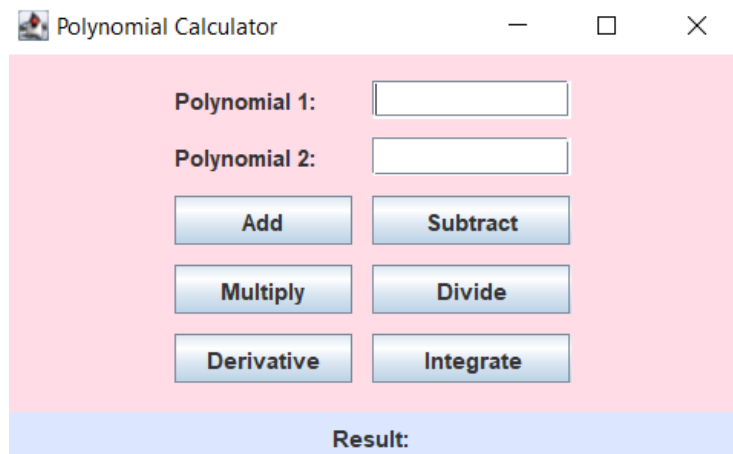 Polynomial Calculator
Polynomial 1:
Polynomial 2:
Add Subtract
Multiply Divide
Derivative Integrate
Result: